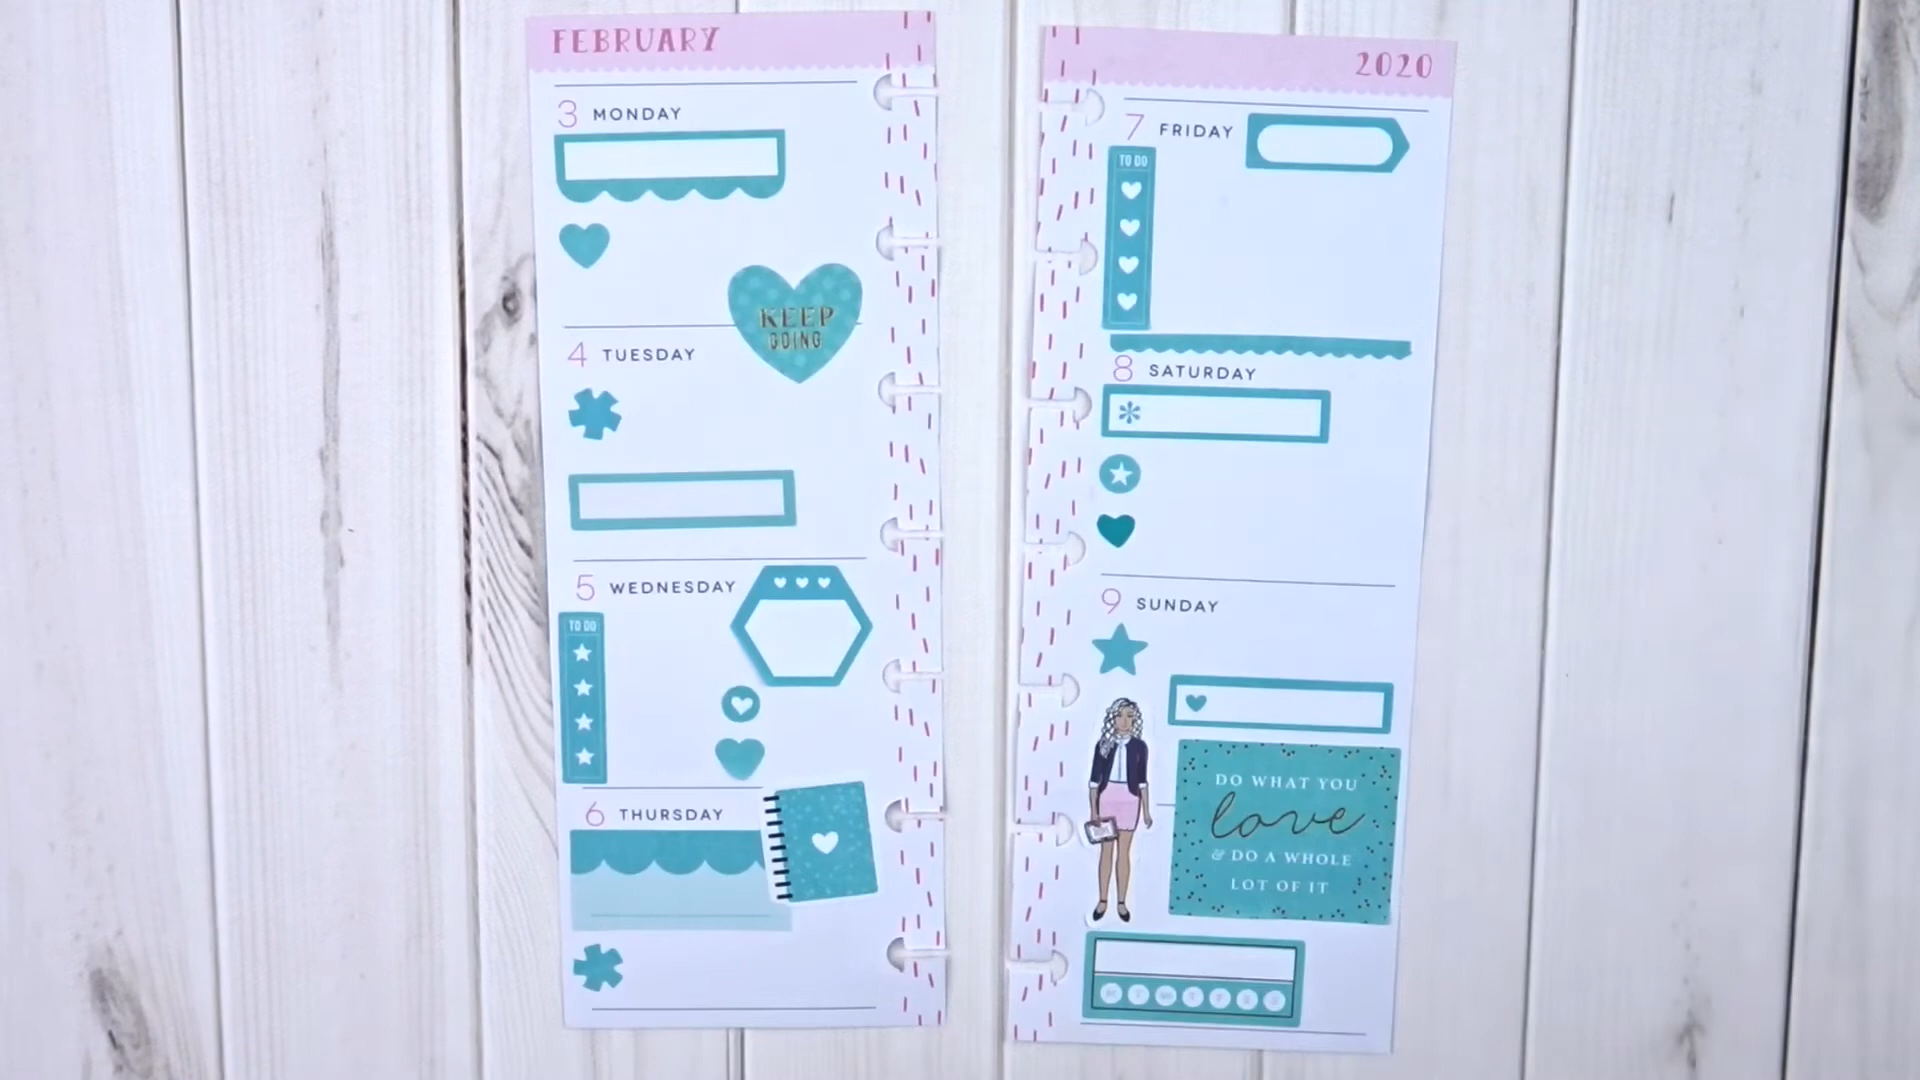 FEBRUARY
3 MONDAY
KEEP
GOING
4 TUESDAY
5 WEDNESDAY
TO DO
6 THURSDAY
2020
7 FRIDAY
TO DO
8 SATURDAY
9 SUNDAY
DO WHAT YOU
love
& DO A WHOLE
LOT OF IT